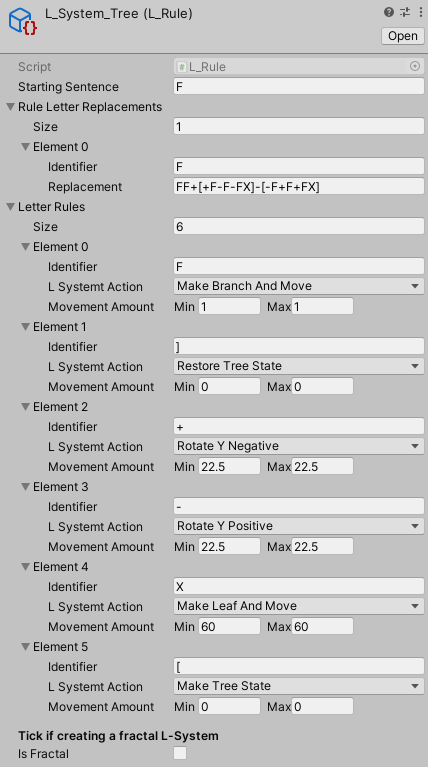 L_System_Tree (L_Rule)
Open
Script L_Rule
Starting Sentence F
Rule Letter Replacements
Size 1
Element 0
Identifier F
Replacement FF+[+F-F-FX]-[-F+F+FX]
Letter Rules
Size 6
Element 0
Identifier F
L Systemt Action Make Branch And Move
Movement Amount Min 1 Max 1
Element 1
Identifier ]
L Systemt Action Restore Tree State
Movement Amount Min 0 Max 0
Element 2
Identifier +
L Systemt Action Rotate Y Negative
Movement Amount Min 22.5 Max 22.5
Element 3
Identifier -
L Systemt Action Rotate Y Positive
Movement Amount Min 22.5 Max 22.5
Element 4
Identifier X
L Systemt Action Make Leaf And Move
Movement Amount Min 60 Max 60
Element 5
Identifier [
L Systemt Action Make Tree State
Movement Amount Min 0 Max 0
Tick if creating a fractal L-System
Is Fractal